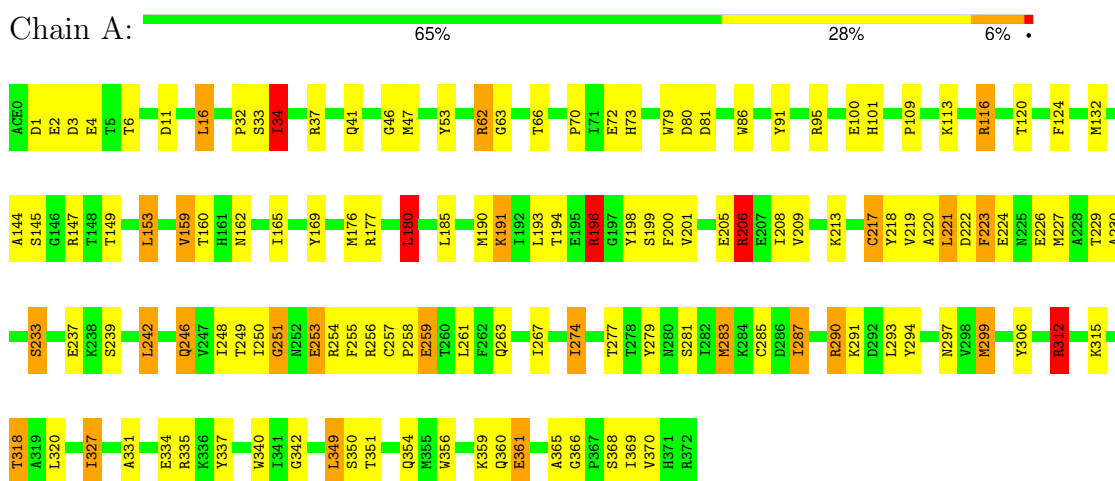 Chain A:
65% 28% 6% •
ACE0 D1 E2 D3 E4 T5 T6 D11 L16 P32 S33 I34 R37 Q41 G46 M47 Y53 R62 G63 T66 P70 I71 E72 H73 W79 D80 D81 W86 Y91 R95 E100 H101 P109 K113 R116 T120 F124 M132
A144 S145 G146 R147 T148 T149 L153 V159 T160 H161 N162 I165 Y169 M176 R177 L180 L185 M190 K191 I192 L193 T194 E195 R196 G197 Y198 S199 F200 V201 E205 R206 E207 I208 V209 K213 C217 Y218 V219 A220 L221 D222 F223 E224 N225 E226 M227 A228 T229 A230
S233 E237 K238 S239 L242 Q246 V247 I248 T249 I250 G251 N252 E253 R254 F255 R256 C257 P258 E259 T260 L261 F262 Q263 I267 I274 T277 T278 Y279 N280 S281 I282 M283 K284 C285 D286 I287 R290 K291 D292 L293 Y294 N297 V298 M299 Y306 R312 K315
T318 A319 L320 I327 A331 E334 R335 K336 Y337 W340 I341 G342 L349 S350 T351 Q354 M355 W356 K359 Q360 E361 A365 G366 P367 S368 I369 V370 H371 R372